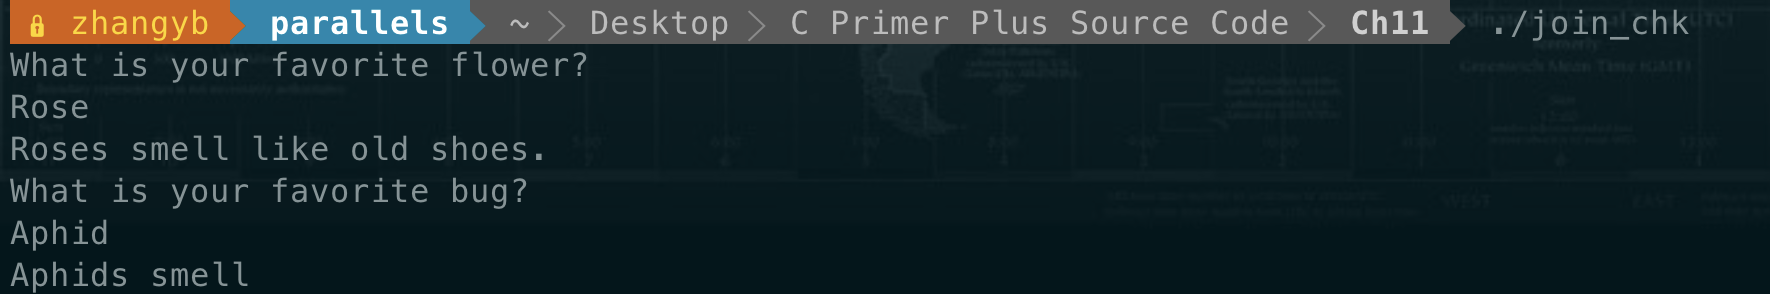 zhangyb parallels ~ Desktop C Primer Plus Source Code Ch11 ./join_chk
What is your favorite flower?
Rose
Roses smell like old shoes.
What is your favorite bug?
Aphid
Aphids smell